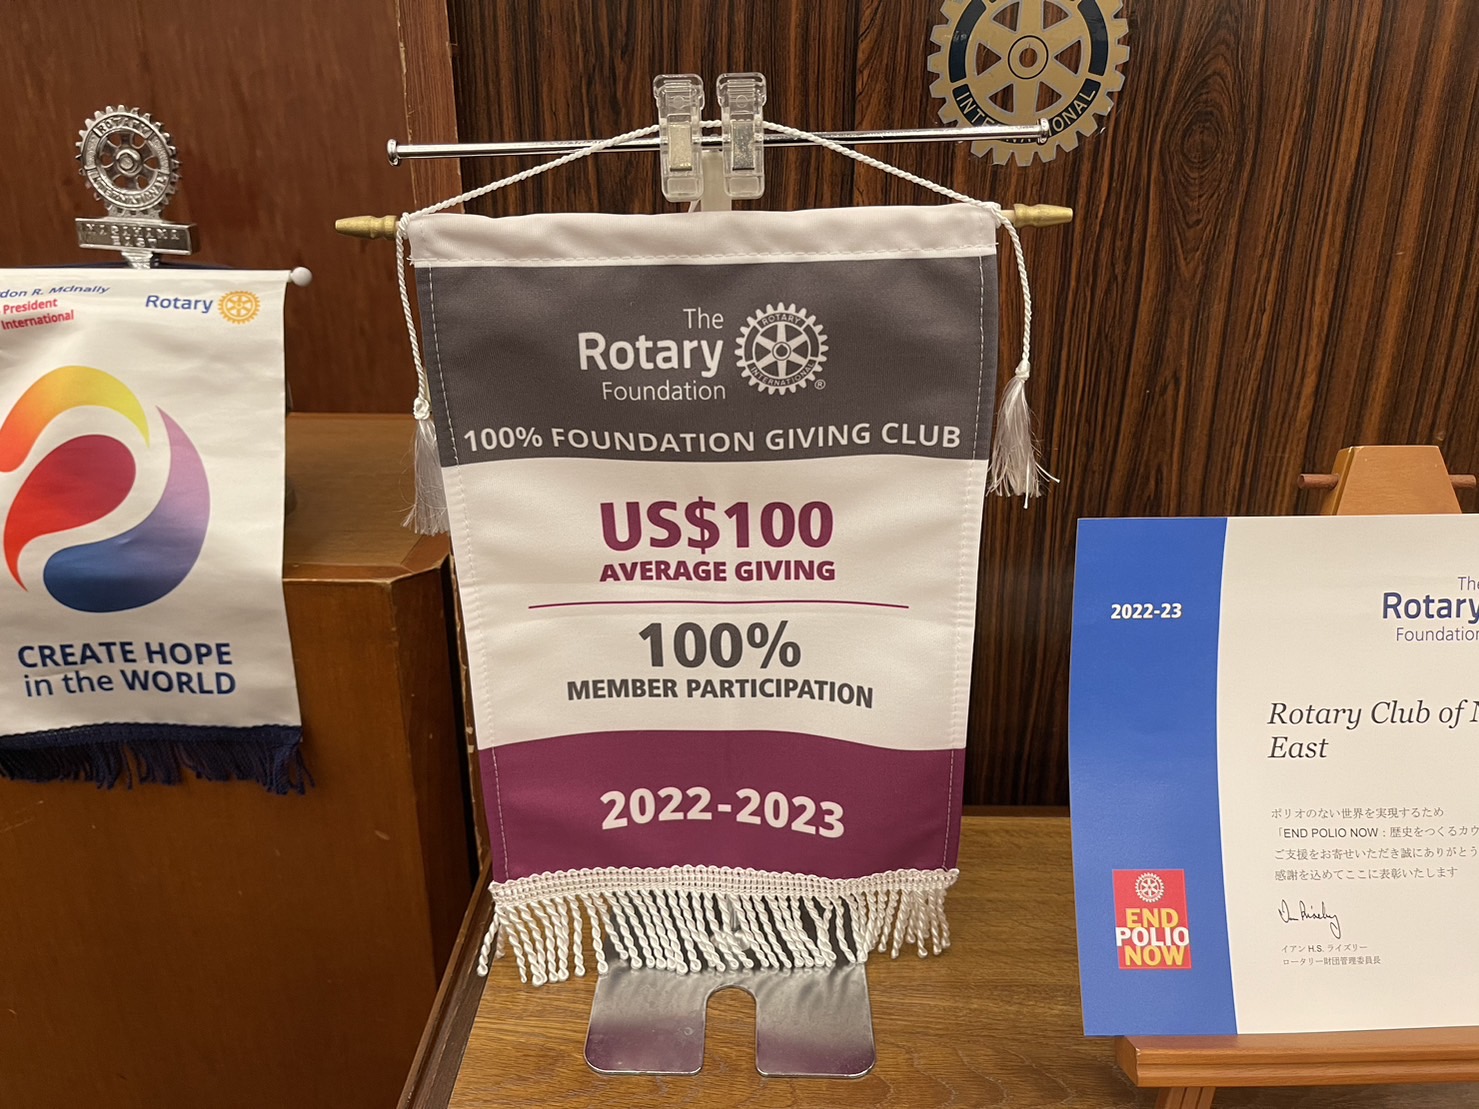 ROTARY
INTERNATIONAL
EAST
don R. McInally
President
International
Rotary
CREATE HOPE
in the WORLD
The
Rotary
Foundation
ROTARY
INTERNATIONAL
®
100% FOUNDATION GIVING CLUB
US$100
AVERAGE GIVING
100%
MEMBER PARTICIPATION
2022-2023
2022-23
The
Rotary
Foundation
Rotary Club of
East
ポリオのない世界を実現するため
「END POLIO NOW：歴史をつくるカウ
ご支援をお寄せいただき誠にありがとう
感謝を込めてここに表彰いたします
イアン H.S. ライズリー
ロータリー財団管理委員長
END
POLIO
NOW